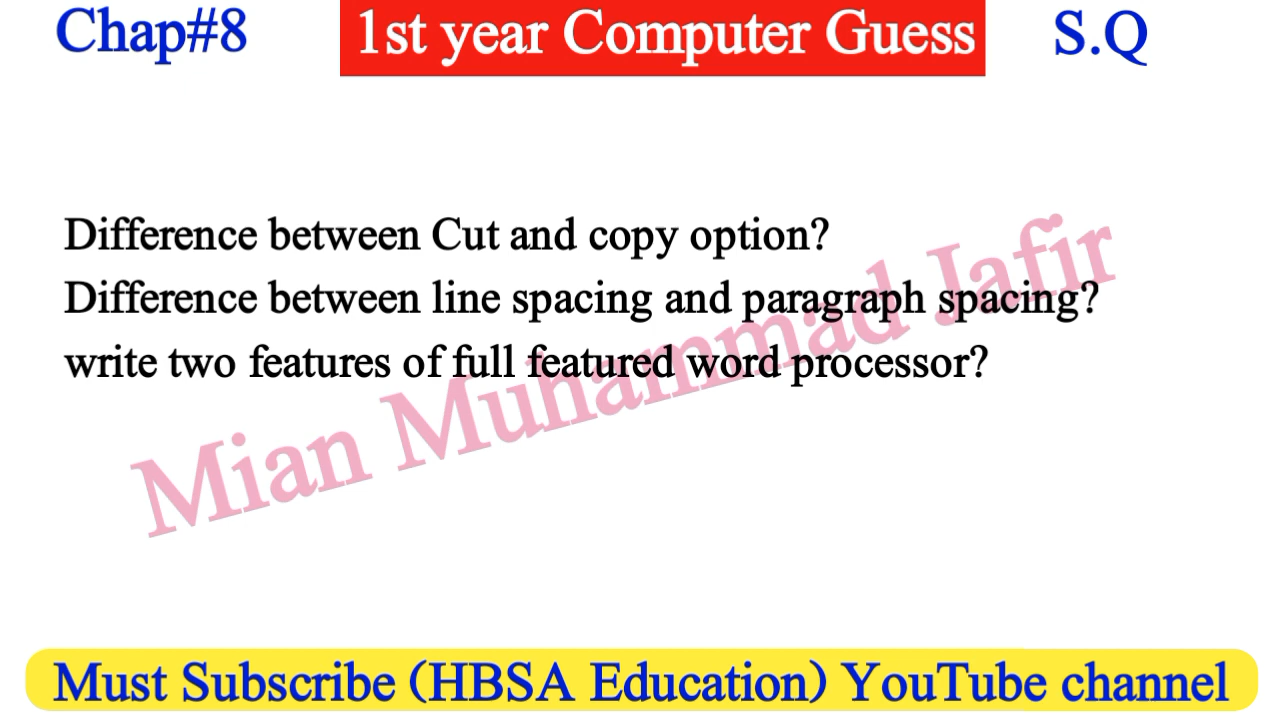 Chap#8
1st year Computer Guess
S.Q
Difference between Cut and copy option?
Difference between line spacing and paragraph spacing?
write two features of full featured word processor?
Mian Muhammad Jafir
Must Subscribe (HBSA Education) YouTube channel